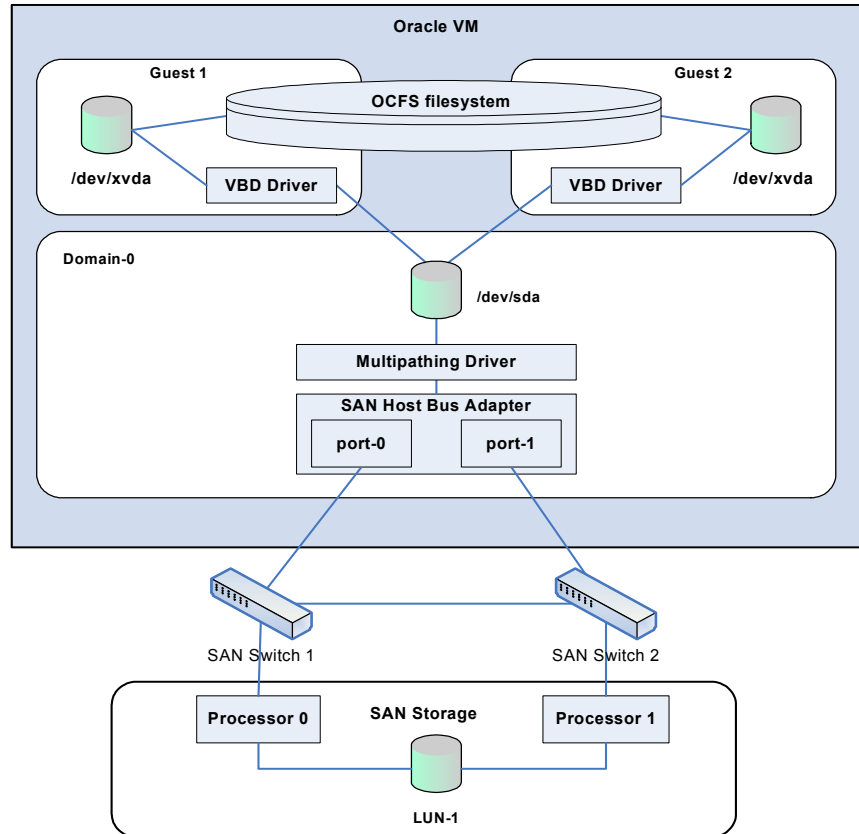 Oracle VM
Guest 1
Guest 2
OCFS filesystem
/dev/xvda
VBD Driver
VBD Driver
/dev/xvda
Domain-0
/dev/sda
Multipathing Driver
SAN Host Bus Adapter
port-0
port-1
SAN Switch 1
SAN Switch 2
Processor 0
SAN Storage
Processor 1
LUN-1